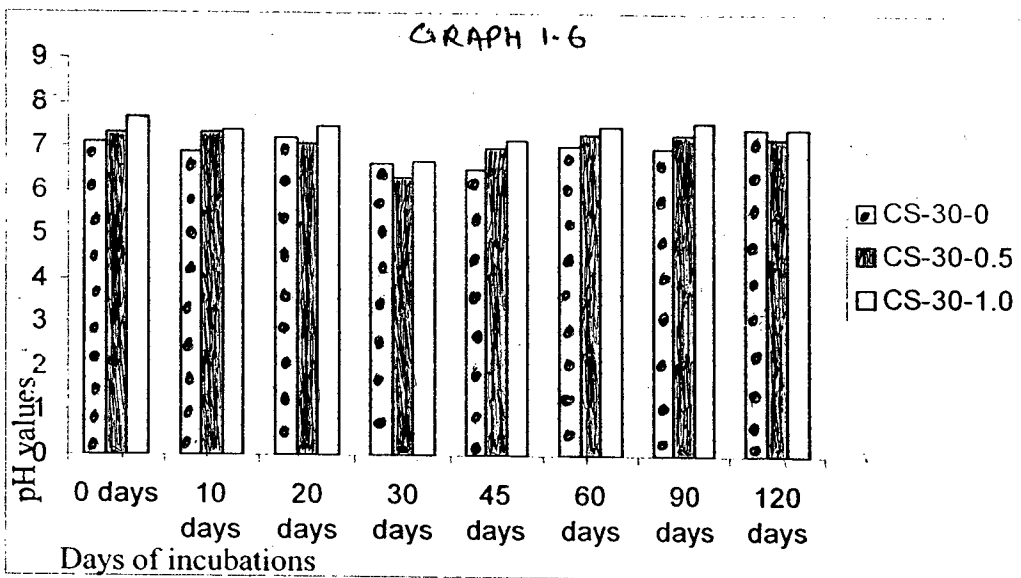 GRAPH 1.6
9
8
7
6
5
4
3
2
1
0
pH values
0 days
10 days
20 days
30 days
45 days
60 days
90 days
120 days
Days of incubations
CS-30-0
CS-30-0.5
CS-30-1.0